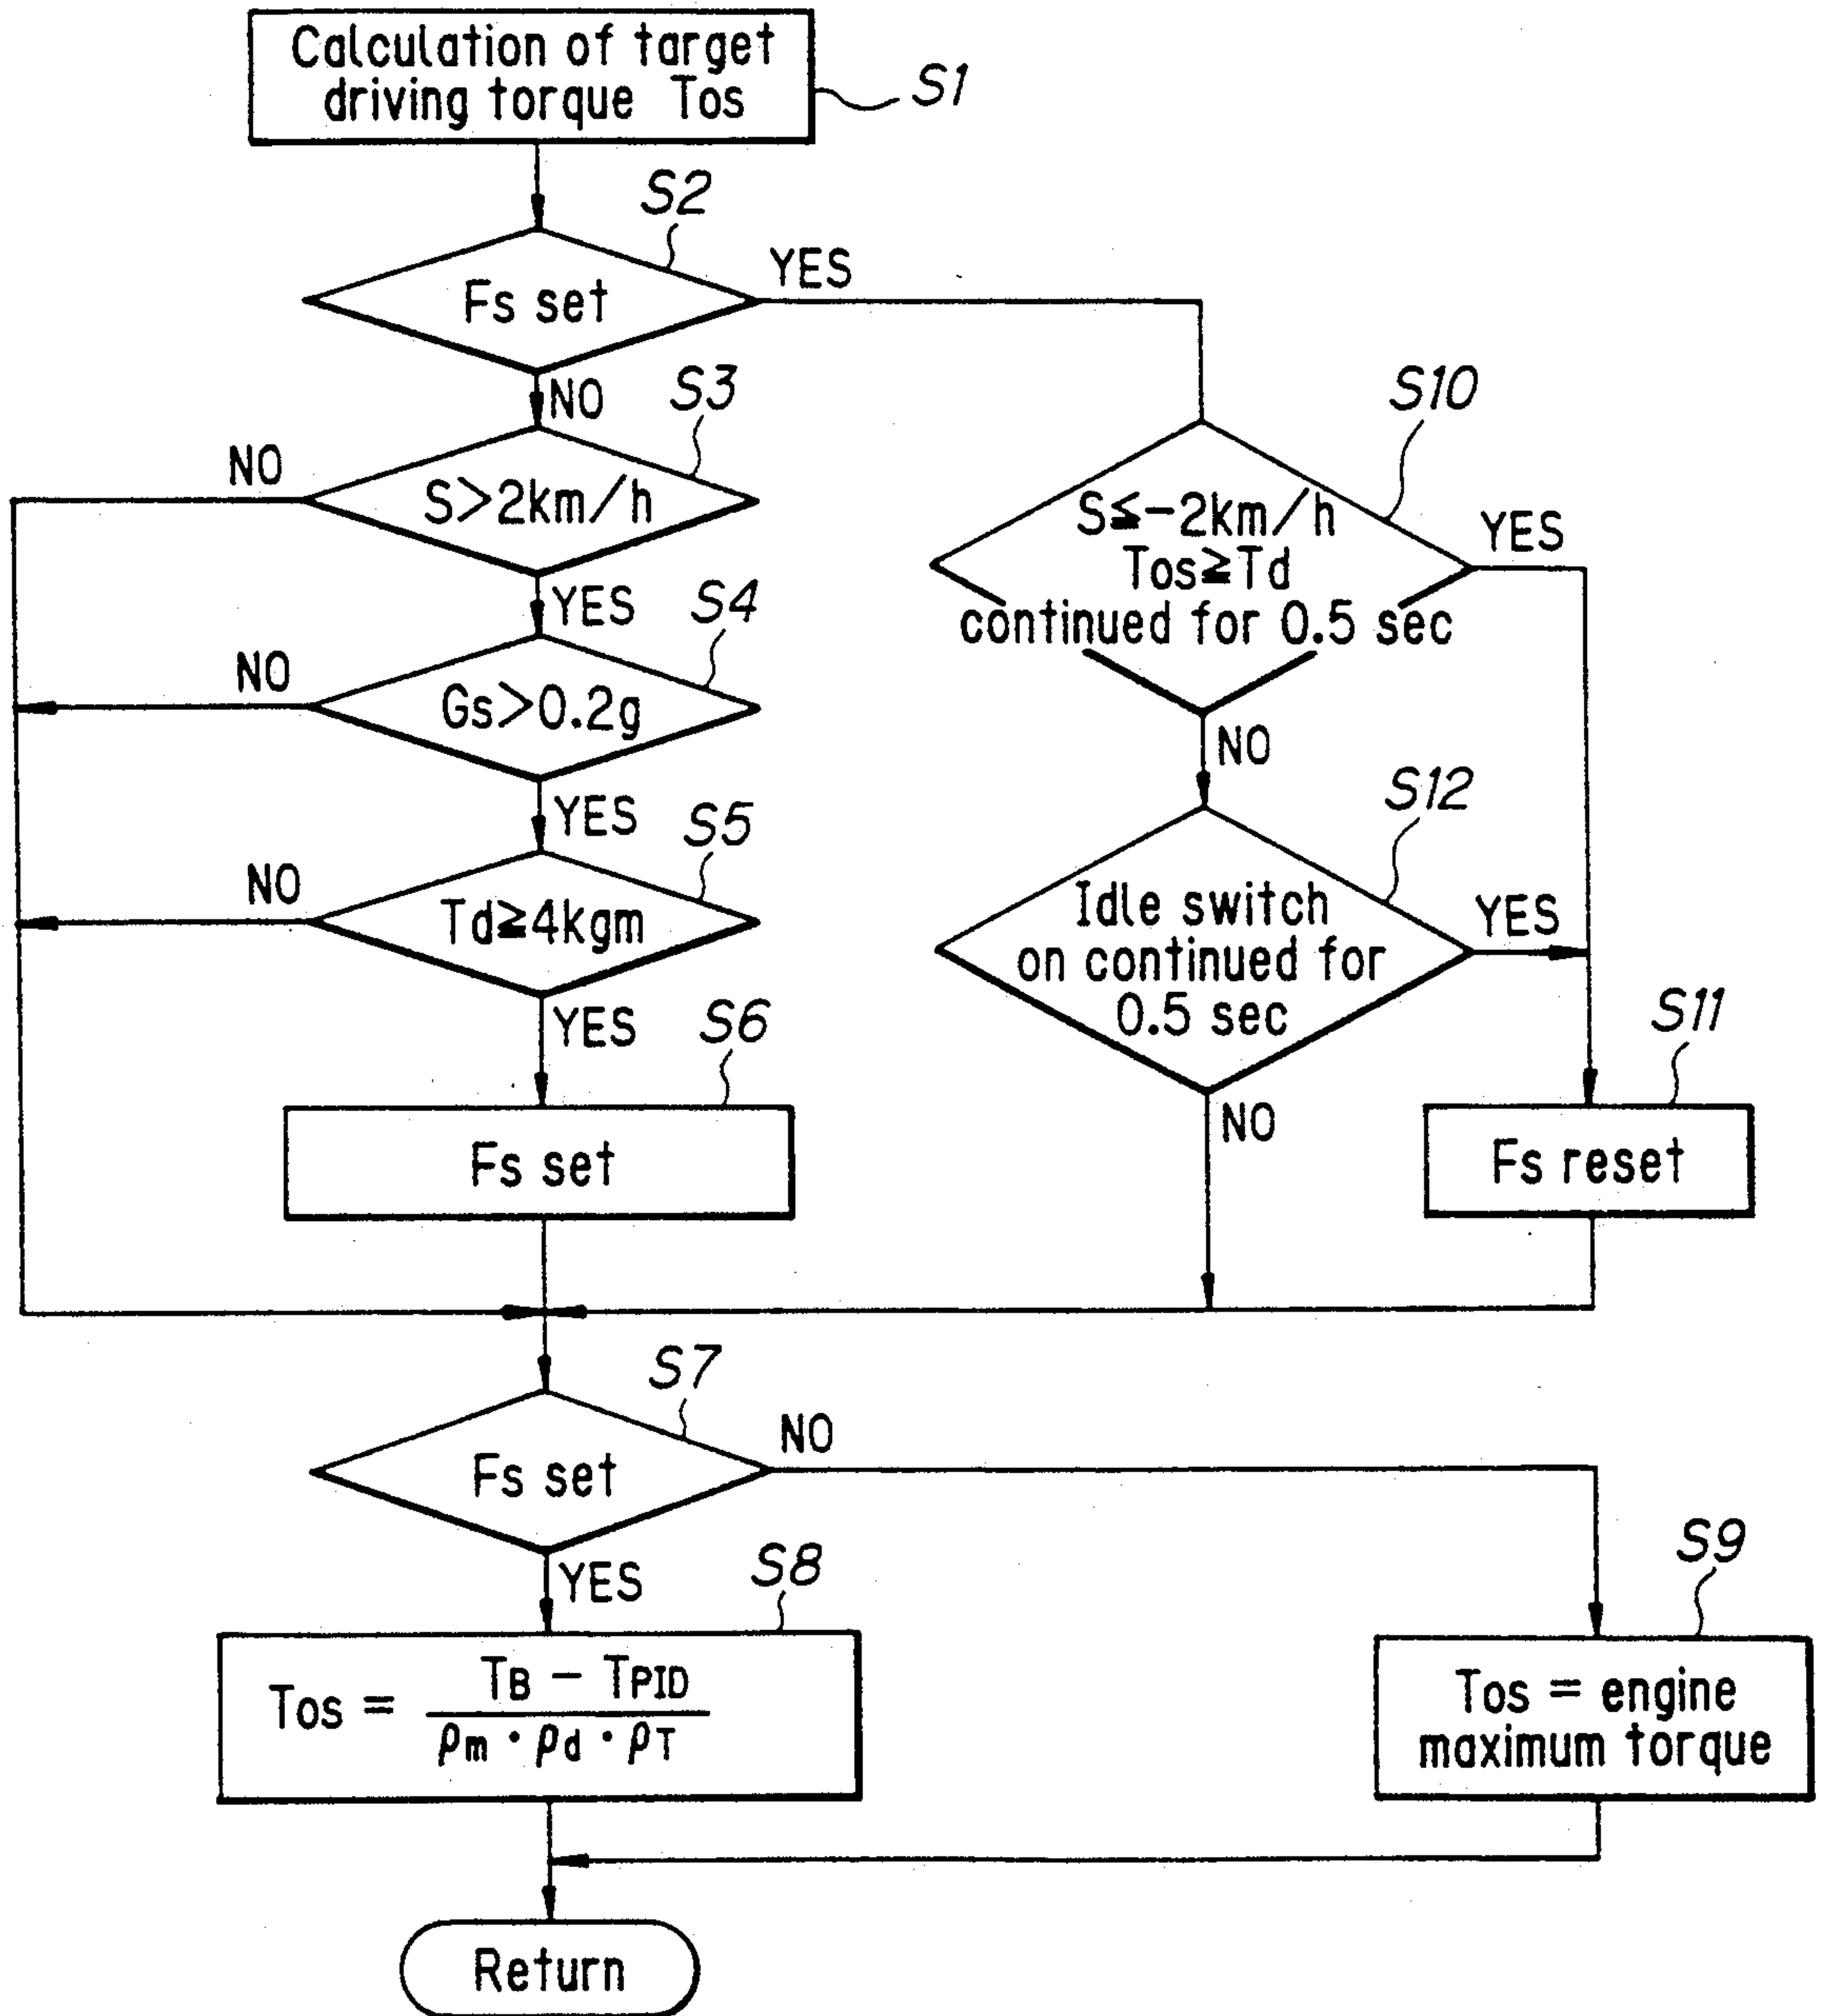 Calculation of target
driving torque Tos
S1
S2
Fs set
YES
NO
S3
S>2km/h
NO
YES
S4
Gs>0.2g
NO
YES
S5
Td≧4kgm
NO
YES
S6
Fs set
S10
S≦-2km/h
Tos≧Td
continued for 0.5 sec
YES
NO
S12
Idle switch
on continued for
0.5 sec
YES
NO
S11
Fs reset
S7
Fs set
NO
YES
S8
Tos = TB - TPID / ρm · ρd · ρT
S9
Tos = engine
maximum torque
Return